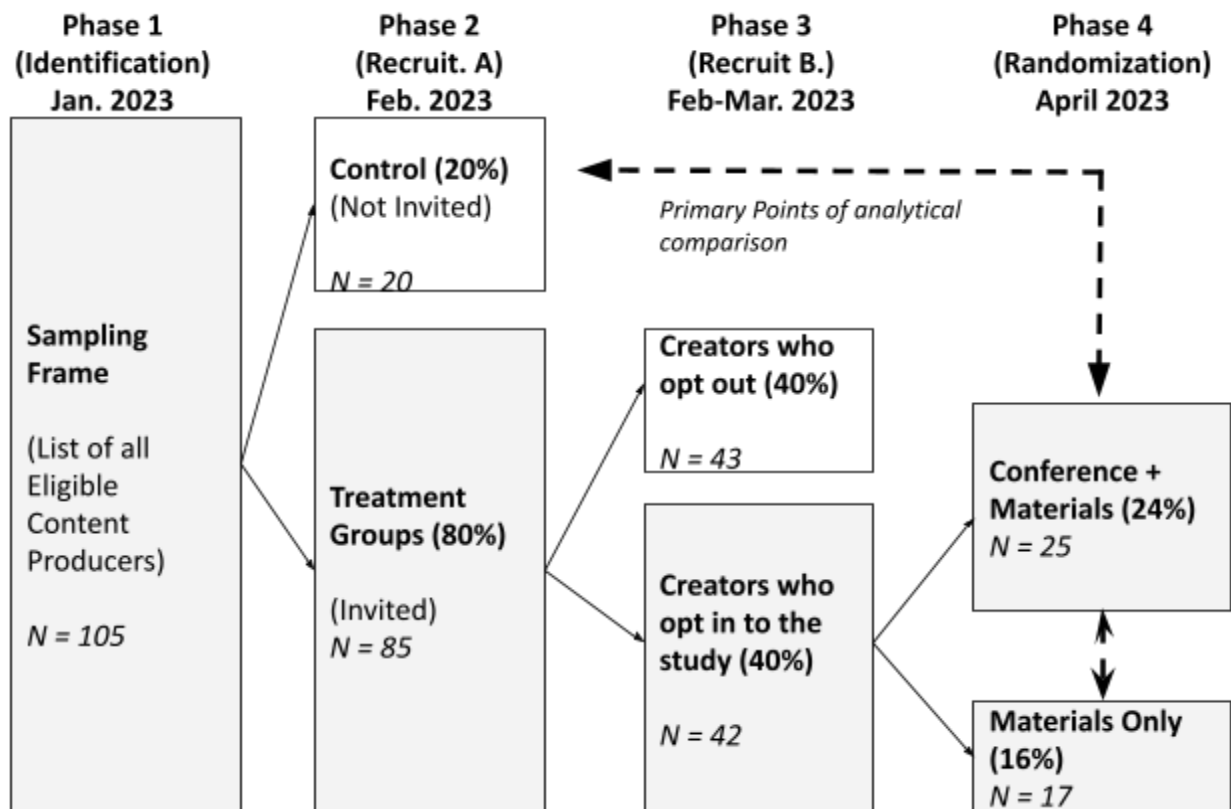 Phase 1
(Identification)
Jan. 2023
Phase 2
(Recruit. A)
Feb. 2023
Phase 3
(Recruit B.)
Feb-Mar. 2023
Phase 4
(Randomization)
April 2023
Sampling
Frame
(List of all
Eligible
Content
Producers)
N = 105
Control (20%)
(Not Invited)
N = 20
Treatment
Groups (80%)
(Invited)
N = 85
Primary Points of analytical
comparison
Creators who
opt out (40%)
N = 43
Creators who
opt in to the
study (40%)
N = 42
Conference +
Materials (24%)
N = 25
Materials Only
(16%)
N = 17